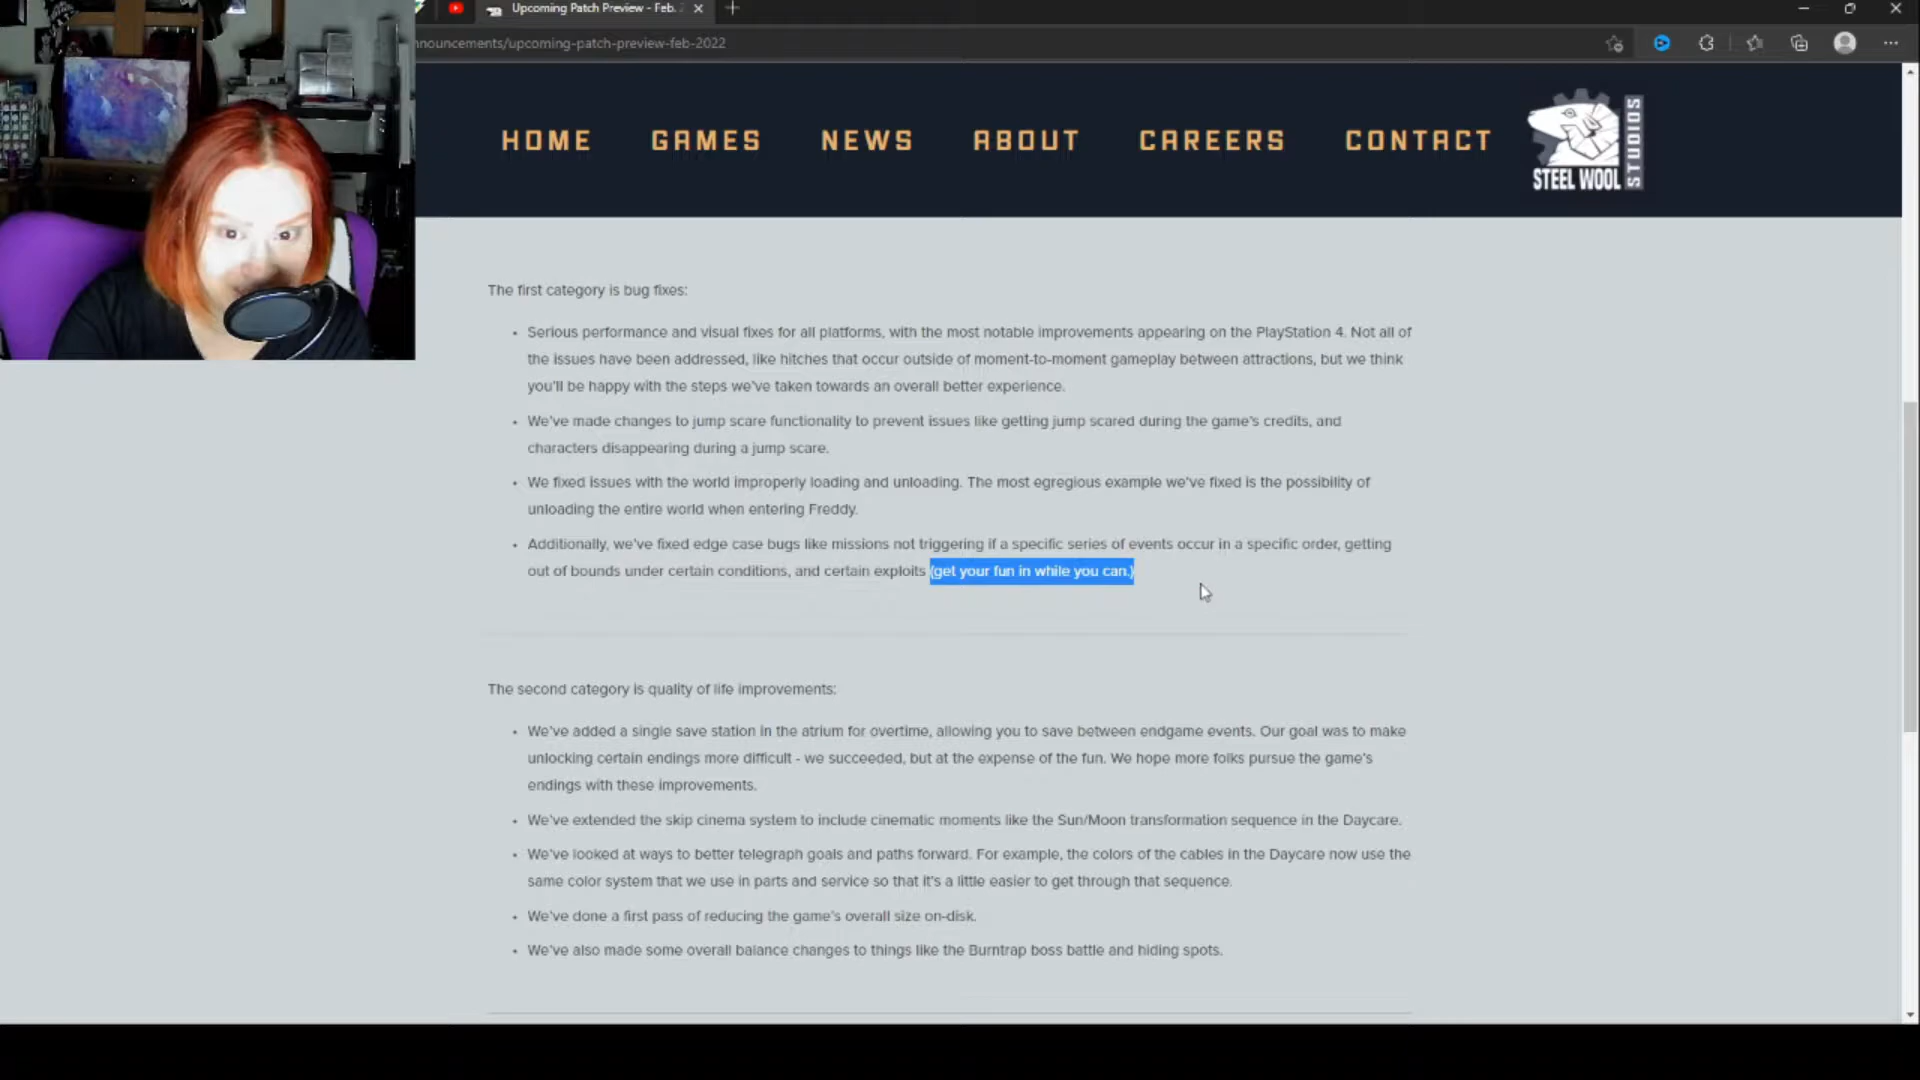 Upcoming Patch Preview - Feb. 2
nouncements/upcoming-patch-preview-feb-2022
HOME GAMES NEWS ABOUT CAREERS CONTACT
STEEL WOOL
STUDIOS
The first category is bug fixes:
• Serious performance and visual fixes for all platforms, with the most notable improvements appearing on the PlayStation 4. Not all of
the issues have been addressed, like hitches that occur outside of moment-to-moment gameplay between attractions, but we think
you'll be happy with the steps we've taken towards an overall better experience.
• We've made changes to jump scare functionality to prevent issues like getting jump scared during the game's credits, and
characters disappearing during a jump scare.
• We fixed issues with the world improperly loading and unloading. The most egregious example we've fixed is the possibility of
unloading the entire world when entering Freddy.
• Additionally, we've fixed edge case bugs like missions not triggering if a specific series of events occur in a specific order, getting
out of bounds under certain conditions, and certain exploits (get your fun in while you can.)
The second category is quality of life improvements:
• We've added a single save station in the atrium for overtime, allowing you to save between endgame events. Our goal was to make
unlocking certain endings more difficult - we succeeded, but at the expense of the fun. We hope more folks pursue the game's
endings with these improvements.
• We've extended the skip cinema system to include cinematic moments like the Sun/Moon transformation sequence in the Daycare.
• We've looked at ways to better telegraph goals and paths forward. For example, the colors of the cables in the Daycare now use the
same color system that we use in parts and service so that it's a little easier to get through that sequence.
• We've done a first pass of reducing the game's overall size on-disk.
• We've also made some overall balance changes to things like the Burntrap boss battle and hiding spots.